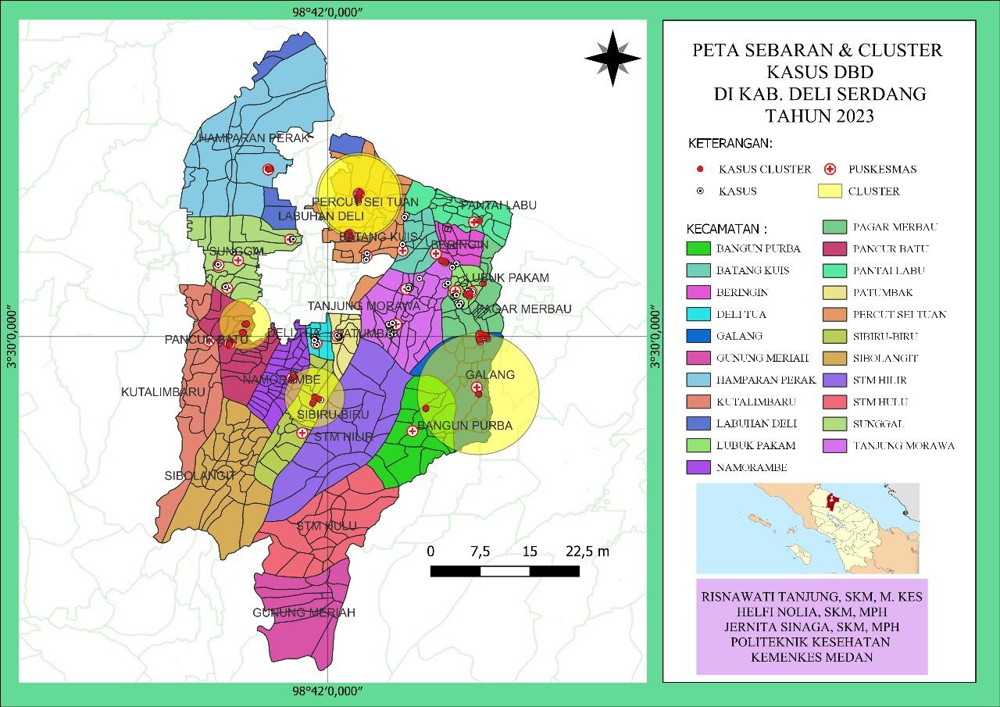 98°42′0,000″
HAMPARAN PERAK
PERCUT SEI TUAN
PANTAI LABU
LABUHAN DELI
BATANG KUIS
BERINGIN
SUNGGAL
LUBUK PAKAM
TANJUNG MORAWA
PAGAR MERBAU
3°30′0,000″
3°30′0,000″
PANCUR BATU
DELI TUA
PATUMBAK
GALANG
NAMORAMBE
KUTALIMBARU
SIBIRU-BIRU
BANGUN PURBA
STM HILIR
SIBOLANGIT
STM HULU
0 7,5 15 22,5 m
GUNUNG MERIAH
98°42′0,000″
PETA SEBARAN & CLUSTER
KASUS DBD
DI KAB. DELI SERDANG
TAHUN 2023
KETERANGAN:
KASUS CLUSTER
PUSKESMAS
KASUS
CLUSTER
KECAMATAN :
BANGUN PURBA
BATANG KUIS
BERINGIN
DELI TUA
GALANG
GUNUNG MERIAH
HAMPARAN PERAK
KUTALIMBARU
LABUHAN DELI
LUBUK PAKAM
NAMORAMBE
PAGAR MERBAU
PANCUR BATU
PANTAI LABU
PATUMBAK
PERCUT SEI TUAN
SIBIRU-BIRU
SIBOLANGIT
STM HILIR
STM HULU
SUNGGAL
TANJUNG MORAWA
RISNAWATI TANJUNG, SKM, M. KES
HELFI NOLIA, SKM, MPH
JERNITA SINAGA, SKM, MPH
POLITEKNIK KESEHATAN
KEMENKES MEDAN